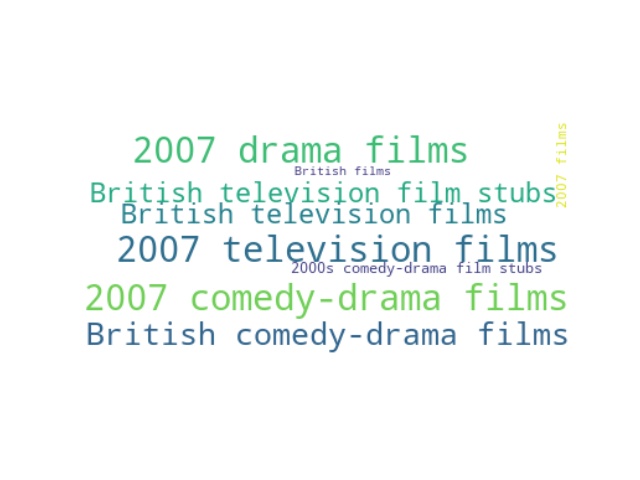 2007 drama films
2007 films
British films
British television film stubs
British television films
2007 television films
2000s comedy-drama film stubs
2007 comedy-drama films
British comedy-drama films